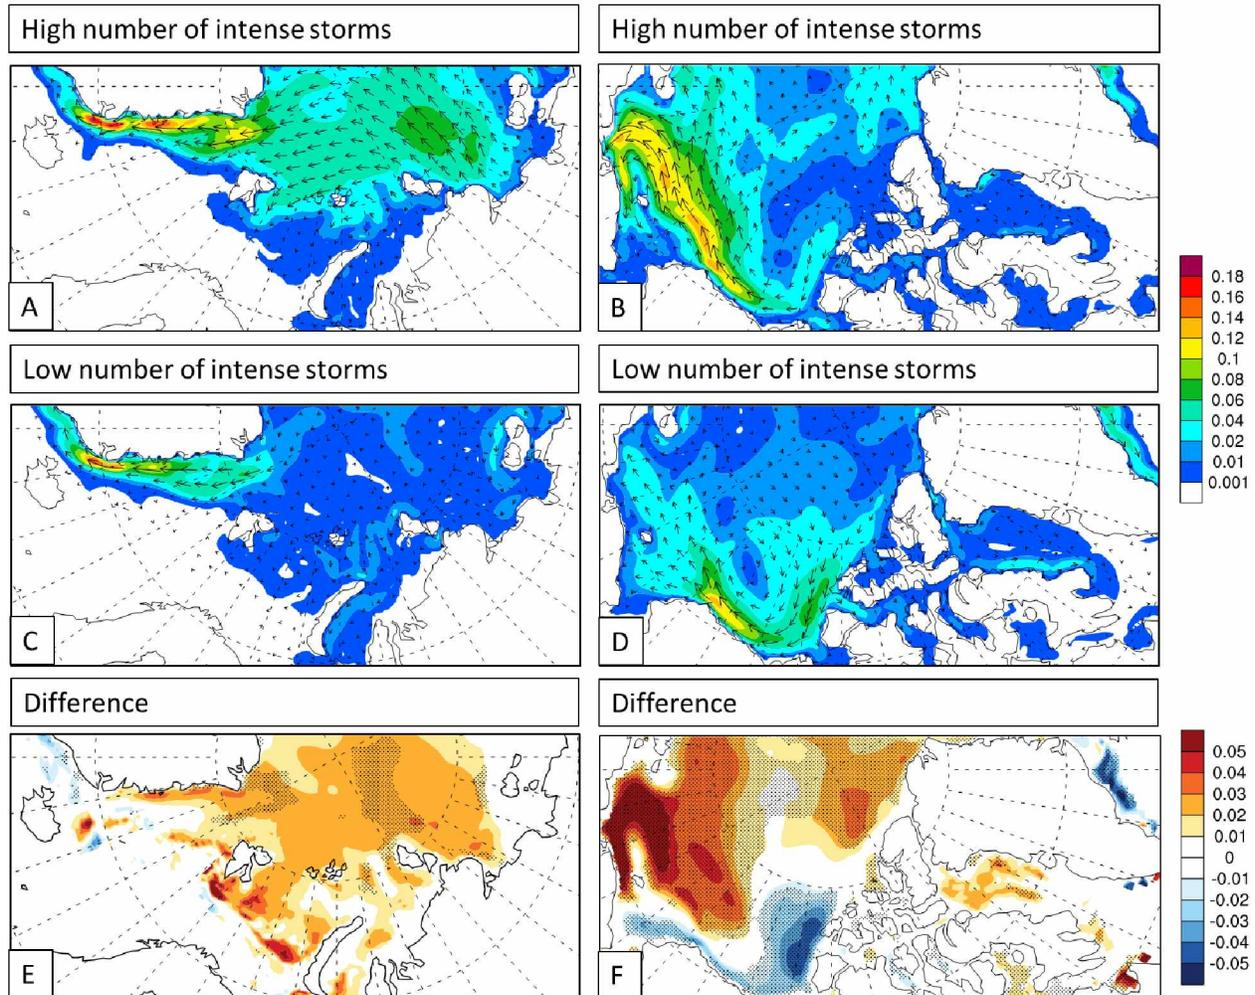 High number of intense storms
High number of intense storms
A
B
0.18
0.16
0.14
0.12
0.1
0.08
0.06
0.04
0.02
0.01
0.001
Low number of intense storms
Low number of intense storms
C
D
Difference
Difference
E
F
0.05
0.04
0.03
0.02
0.01
0
-0.01
-0.02
-0.03
-0.04
-0.05